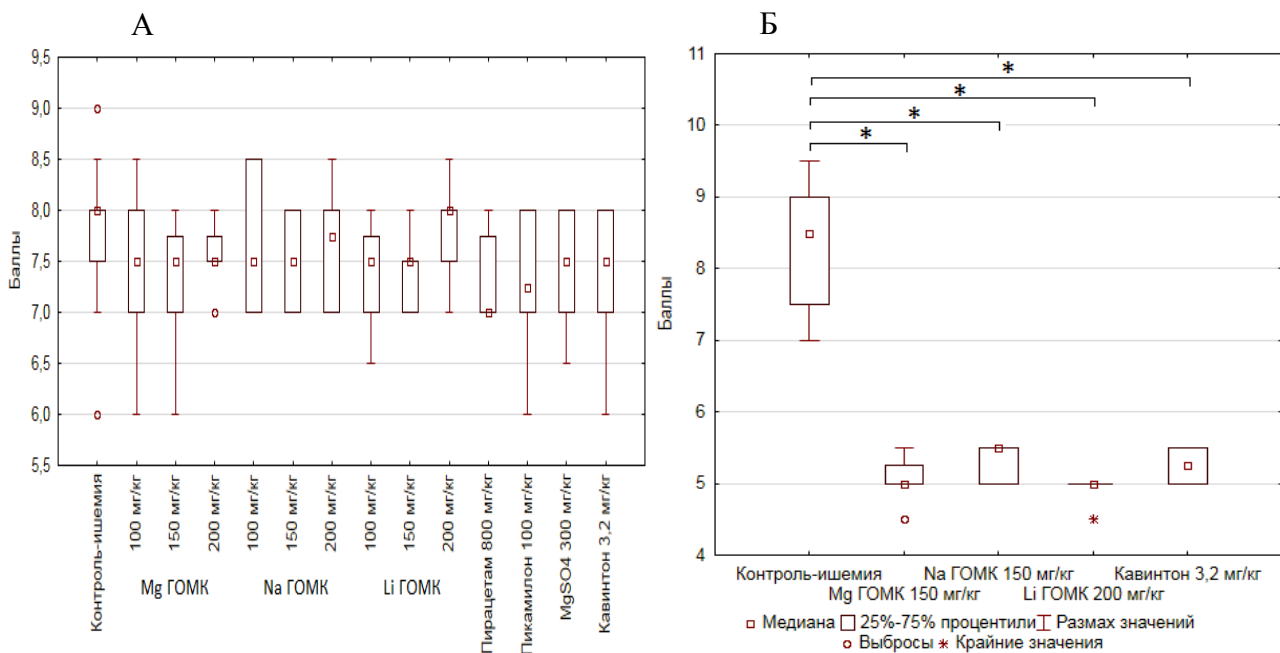 А
Б
9,5
9,0
8,5
8,0
7,5
7,0
6,5
6,0
5,5
Баллы
Контроль-ишемия
100 мг/кг
150 мг/кг
200 мг/кг
100 мг/кг
150 мг/кг
200 мг/кг
100 мг/кг
150 мг/кг
200 мг/кг
Пирацетам 800 мг/кг
Пикамилон 100 мг/кг
MgSO4 300 мг/кг
Кавинтон 3,2 мг/кг
Mg ГОМК
Na ГОМК
Li ГОМК
11
10
9
8
7
6
5
4
Баллы
*
*
*
*
Контроль-ишемия Na ГОМК 150 мг/кг Кавинтон 3,2 мг/кг
Mg ГОМК 150 мг/кг Li ГОМК 200 мг/кг
Медиана 25%-75% процентили Размах значений
Выбросы Крайние значения